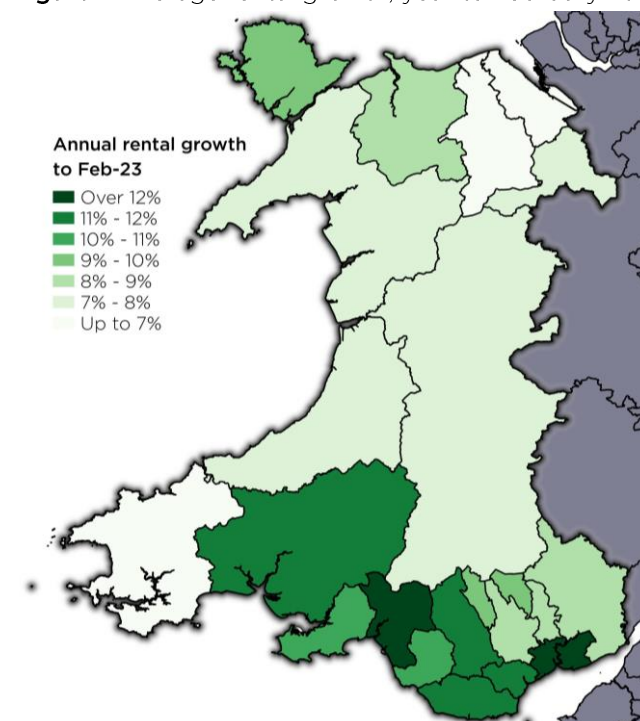 Annual rental growth
to Feb-23
Over 12%
11% - 12%
10% - 11%
9% - 10%
8% - 9%
7% - 8%
Up to 7%